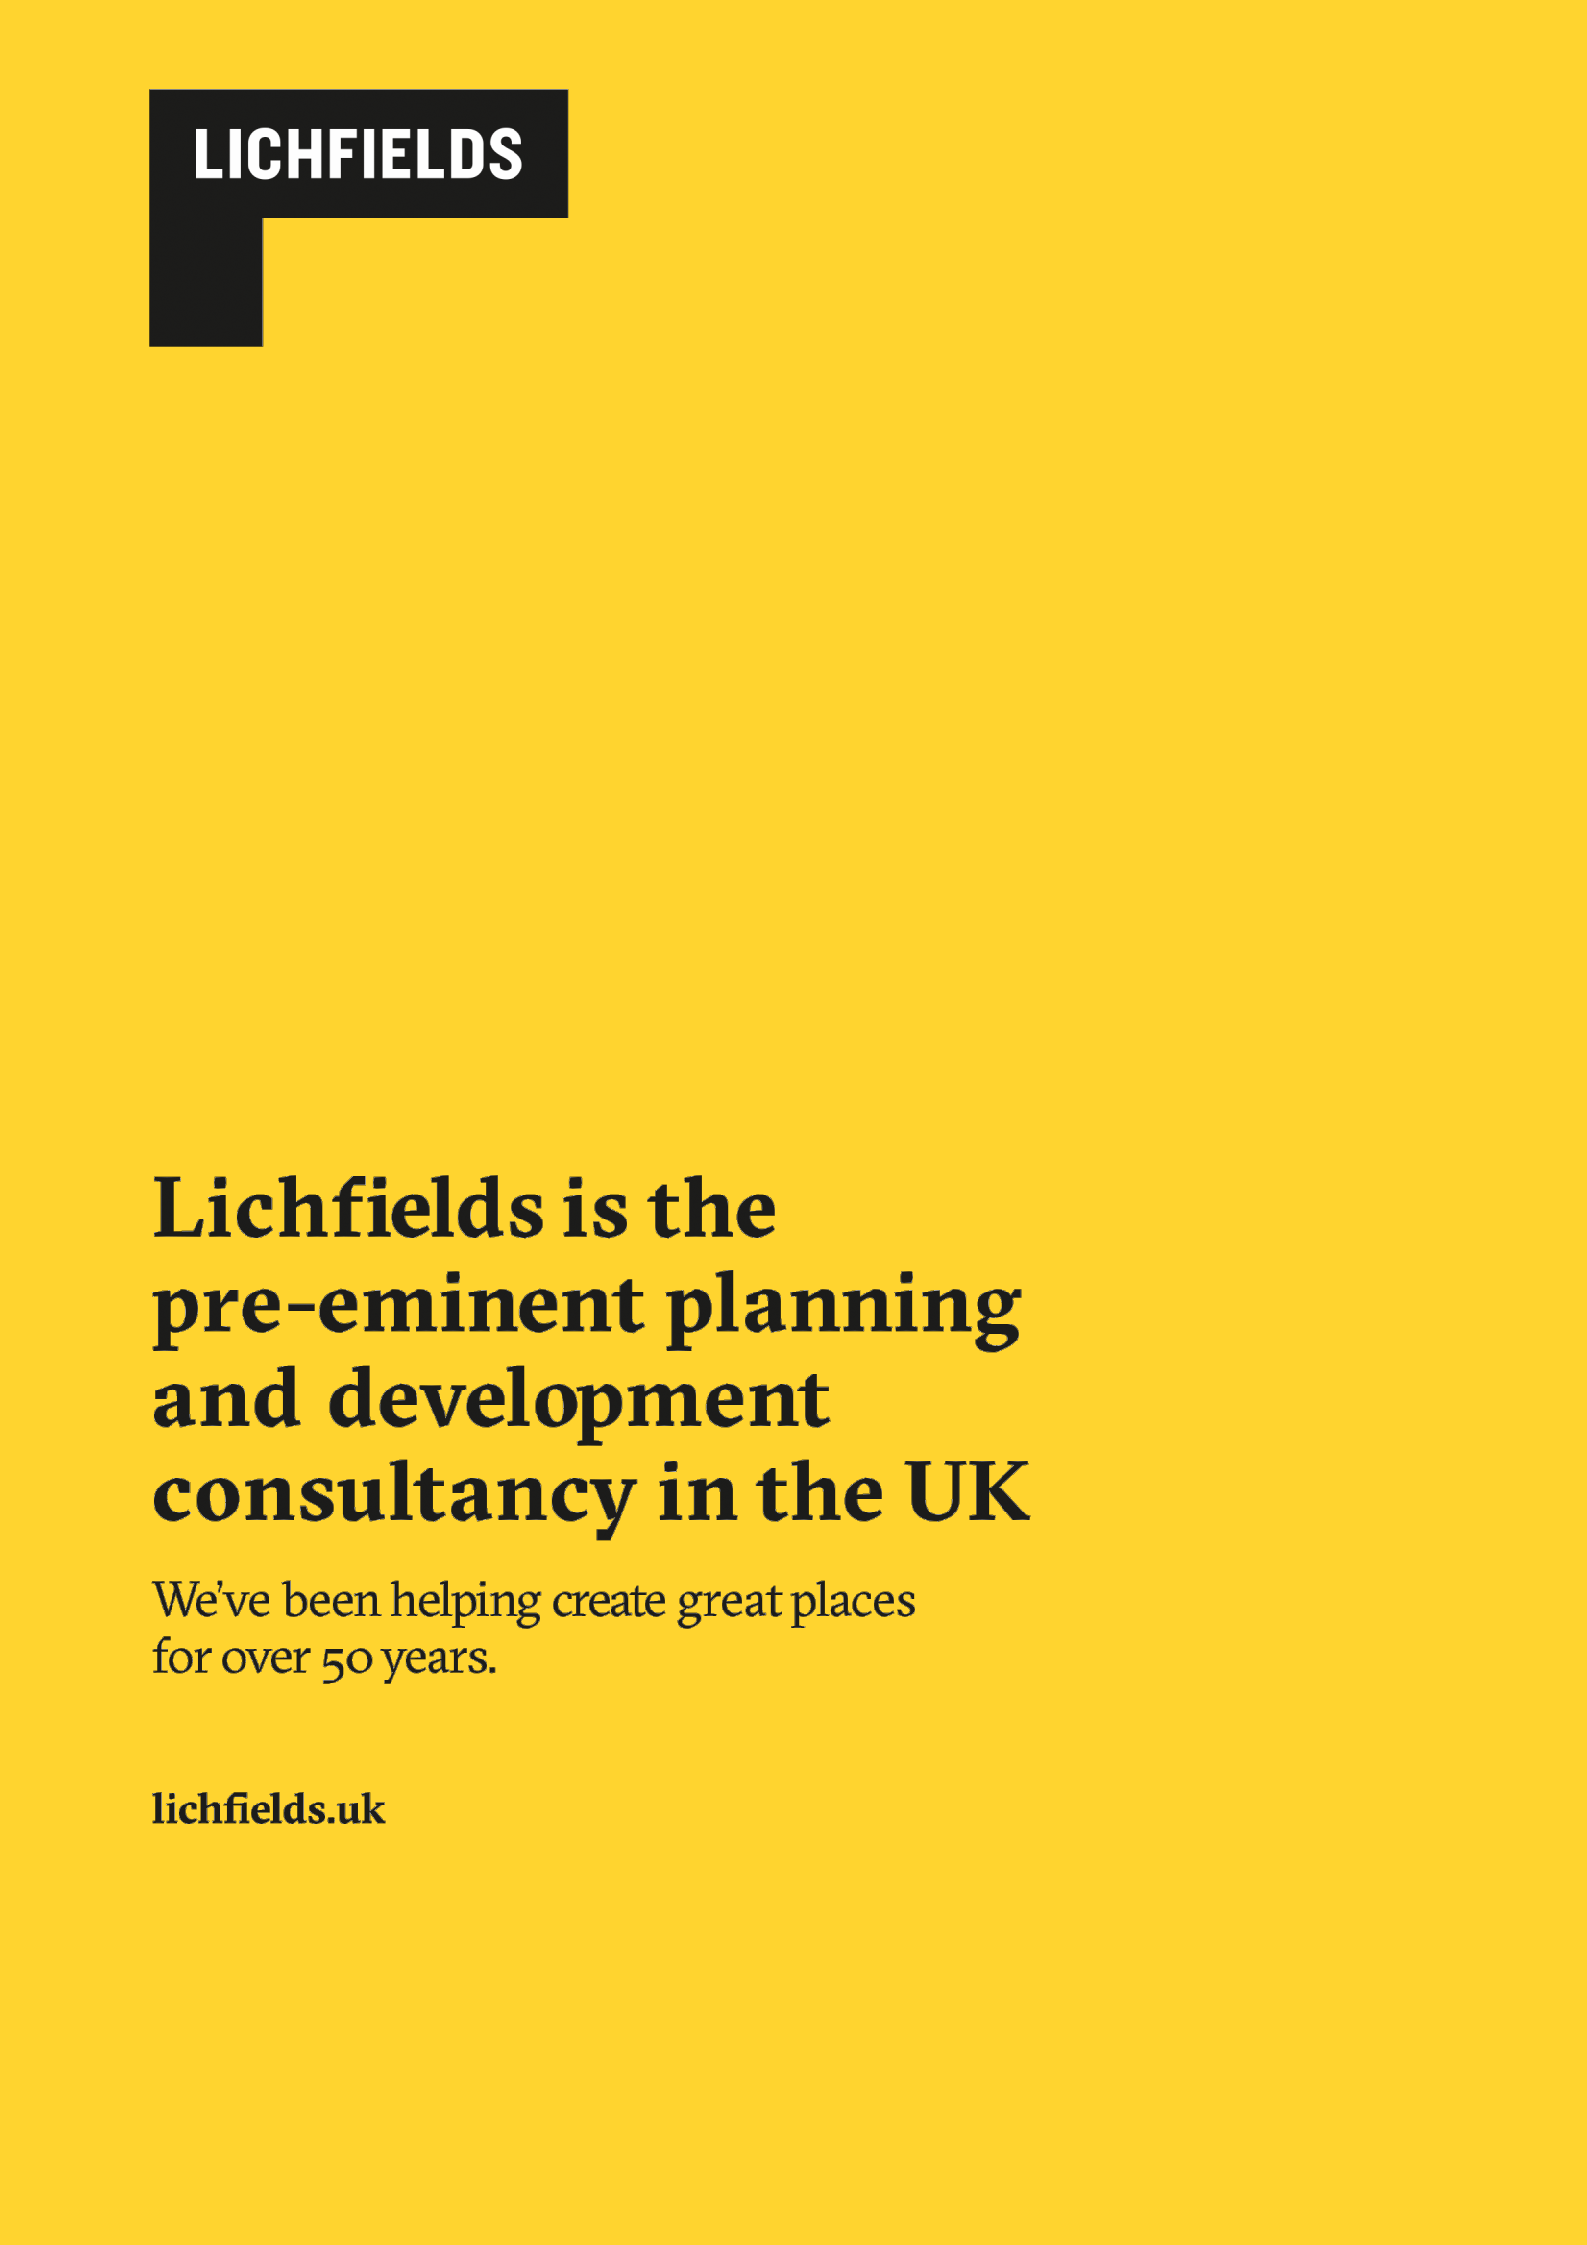 LICHFIELDS
Lichfields is the
pre-eminent planning
and development
consultancy in the UK
We've been helping create great places
for over 50 years.
lichfields.uk